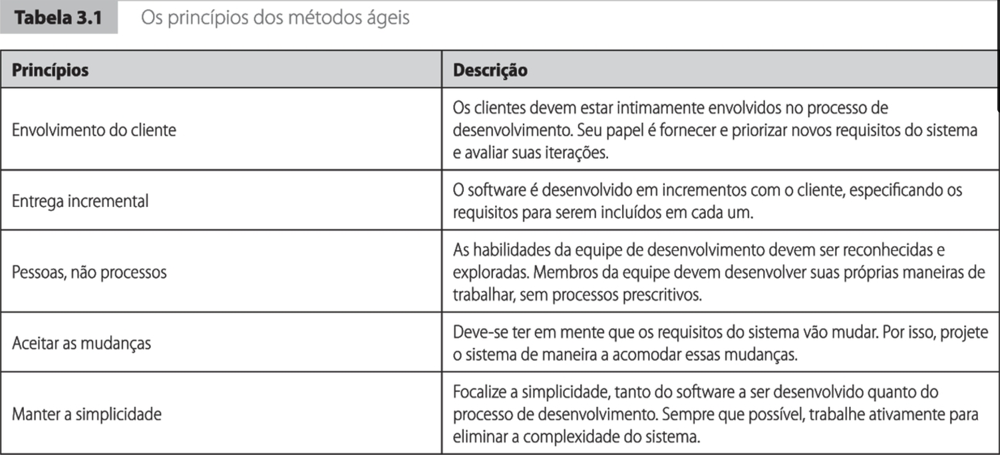 Tabela 3.1 Os princípios dos métodos ágeis
Princípios Descrição
Envolvimento do cliente
Os clientes devem estar intimamente envolvidos no processo de
desenvolvimento. Seu papel é fornecer e priorizar novos requisitos do sistema
e avaliar suas iterações.
Entrega incremental
O software é desenvolvido em incrementos com o cliente, especificando os
requisitos para serem incluídos em cada um.
Pessoas, não processos
As habilidades da equipe de desenvolvimento devem ser reconhecidas e
exploradas. Membros da equipe devem desenvolver suas próprias maneiras de
trabalhar, sem processos prescritivos.
Aceitar as mudanças
Deve-se ter em mente que os requisitos do sistema vão mudar. Por isso, projete
o sistema de maneira a acomodar essas mudanças.
Manter a simplicidade
Focalize a simplicidade, tanto do software a ser desenvolvido quanto do
processo de desenvolvimento. Sempre que possível, trabalhe ativamente para
eliminar a complexidade do sistema.